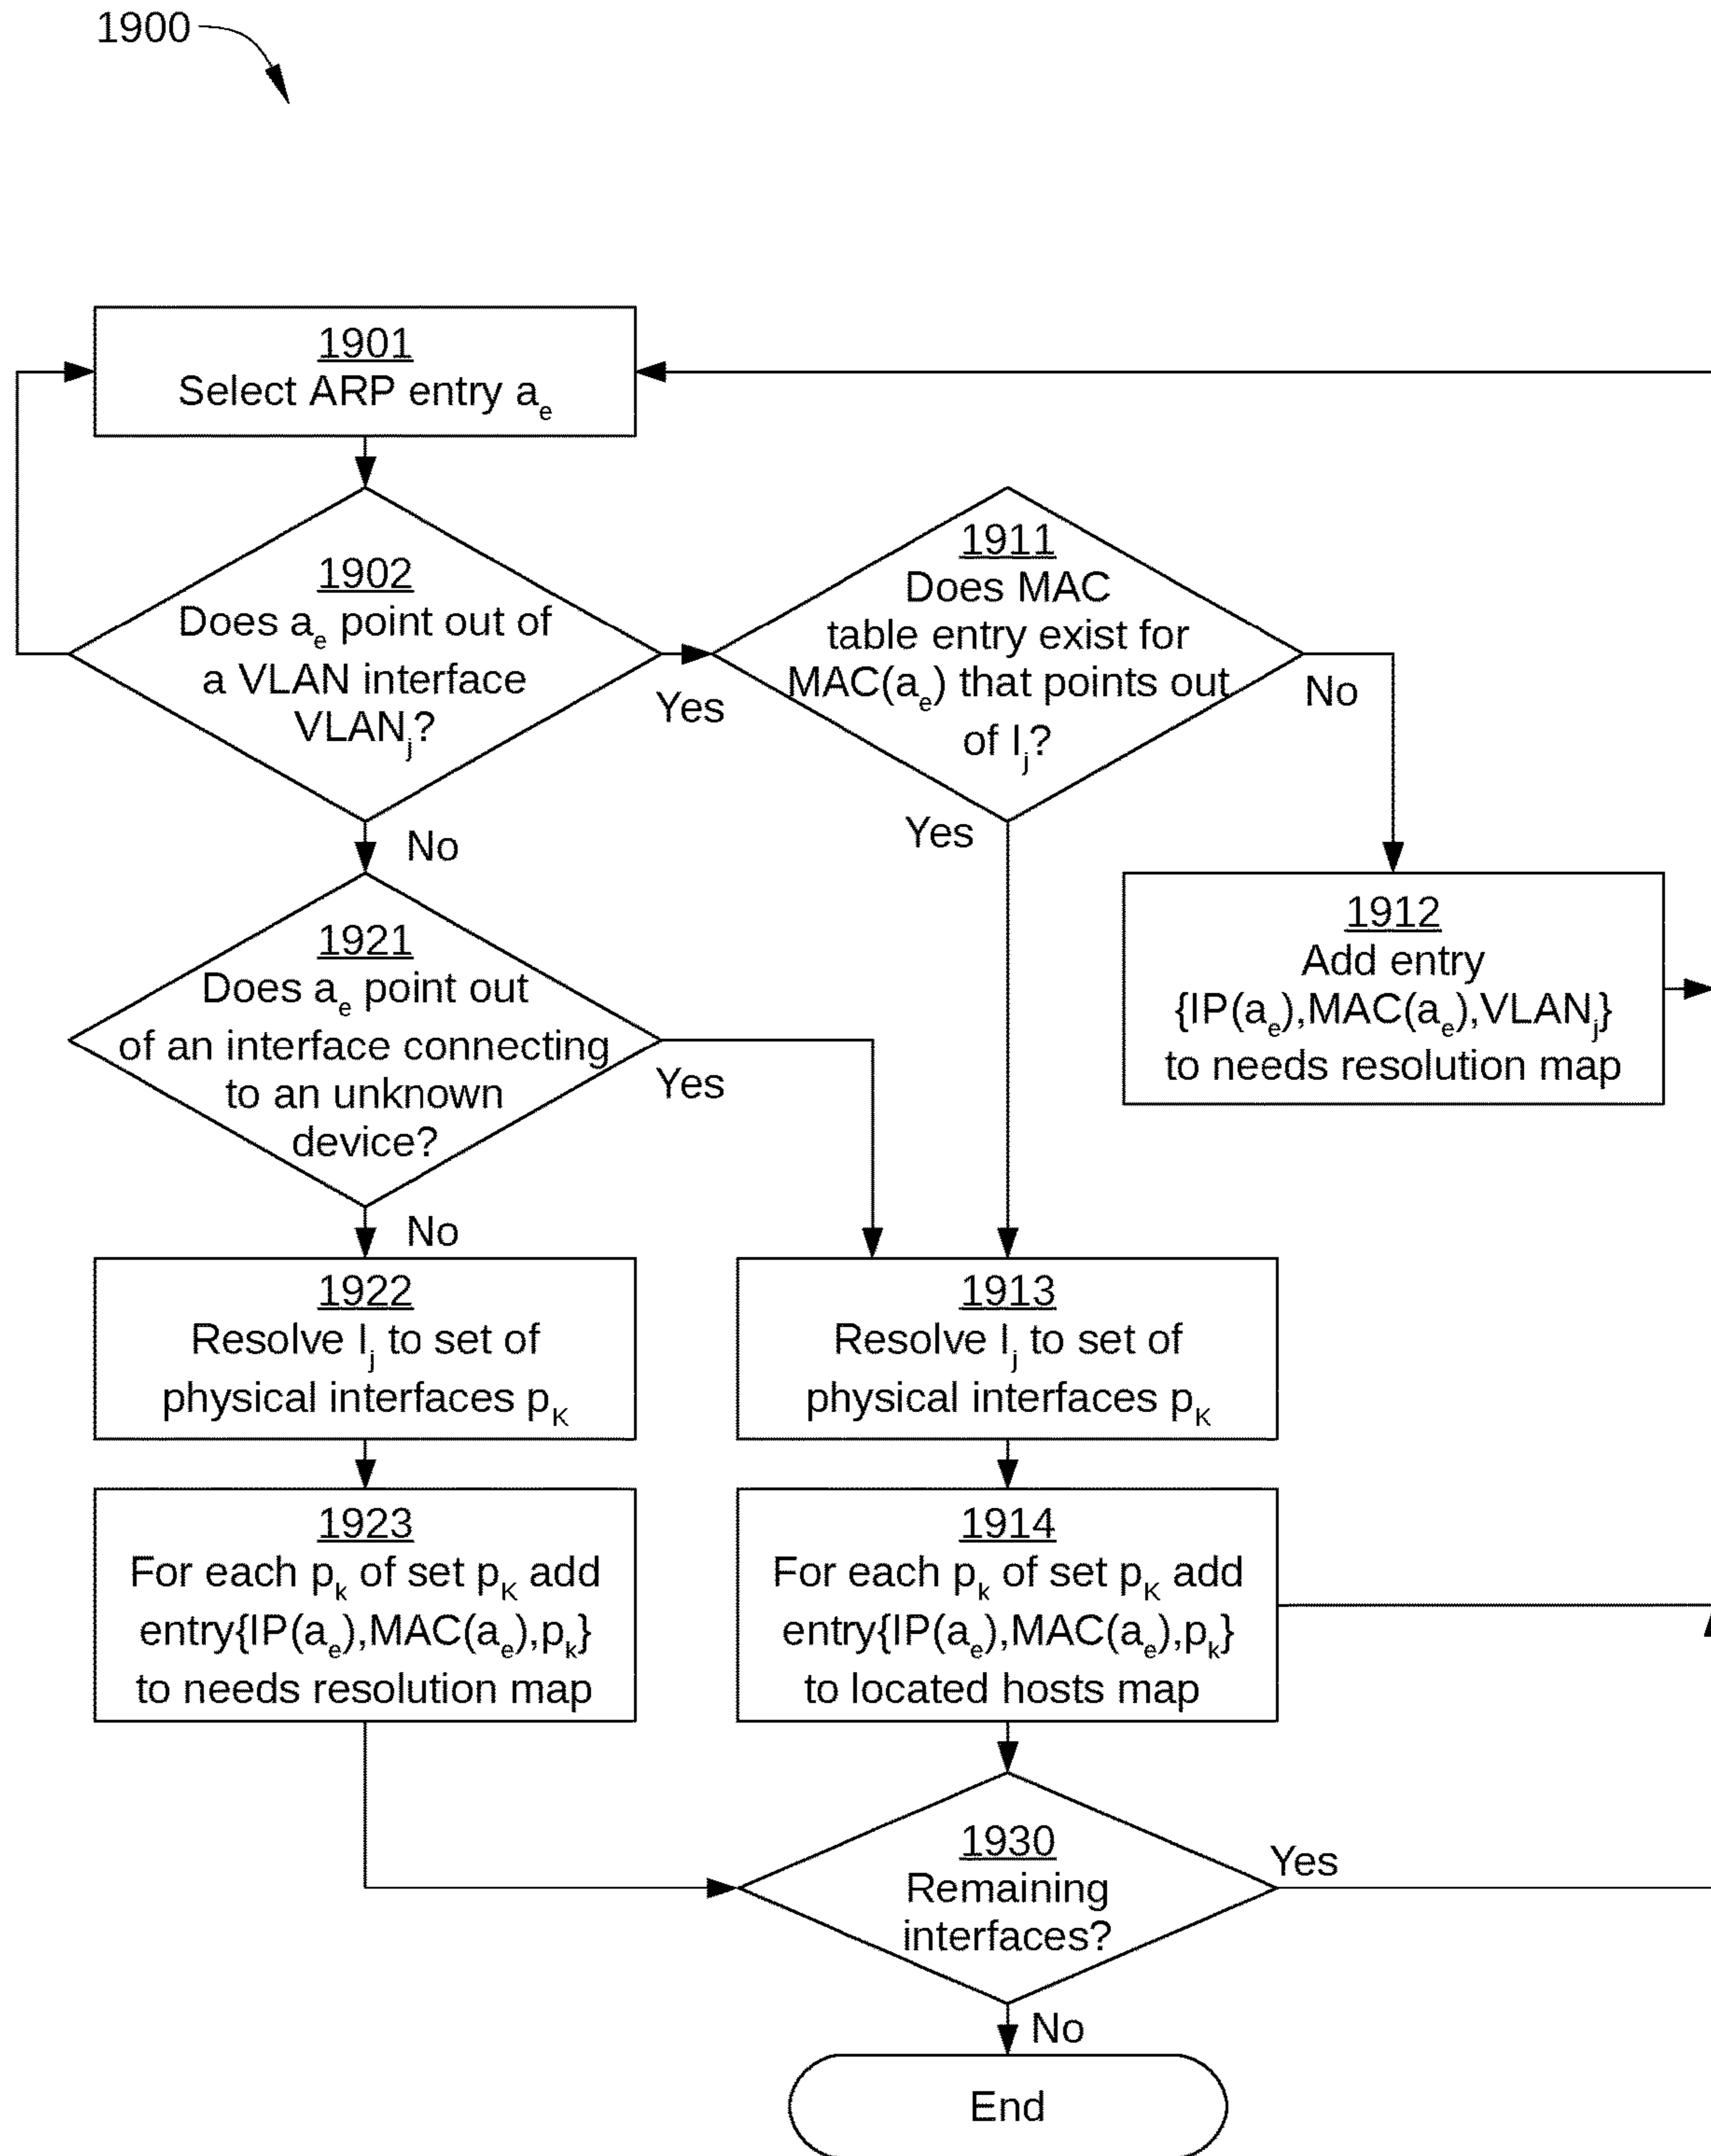 1900
1901
Select ARP entry aₑ
1902
Does aₑ point out of
a VLAN interface
VLANⱼ?
Yes
No
1911
Does MAC
table entry exist for
MAC(aₑ) that points out
of Iⱼ?
No
Yes
1912
Add entry
{IP(aₑ),MAC(aₑ),VLANⱼ}
to needs resolution map
1921
Does aₑ point out
of an interface connecting
to an unknown
device?
Yes
No
1922
Resolve Iⱼ to set of
physical interfaces p_K
1913
Resolve Iⱼ to set of
physical interfaces p_K
1923
For each pₖ of set p_K add
entry{IP(aₑ),MAC(aₑ),pₖ}
to needs resolution map
1914
For each pₖ of set p_K add
entry{IP(aₑ),MAC(aₑ),pₖ}
to located hosts map
1930
Remaining
interfaces?
Yes
No
End